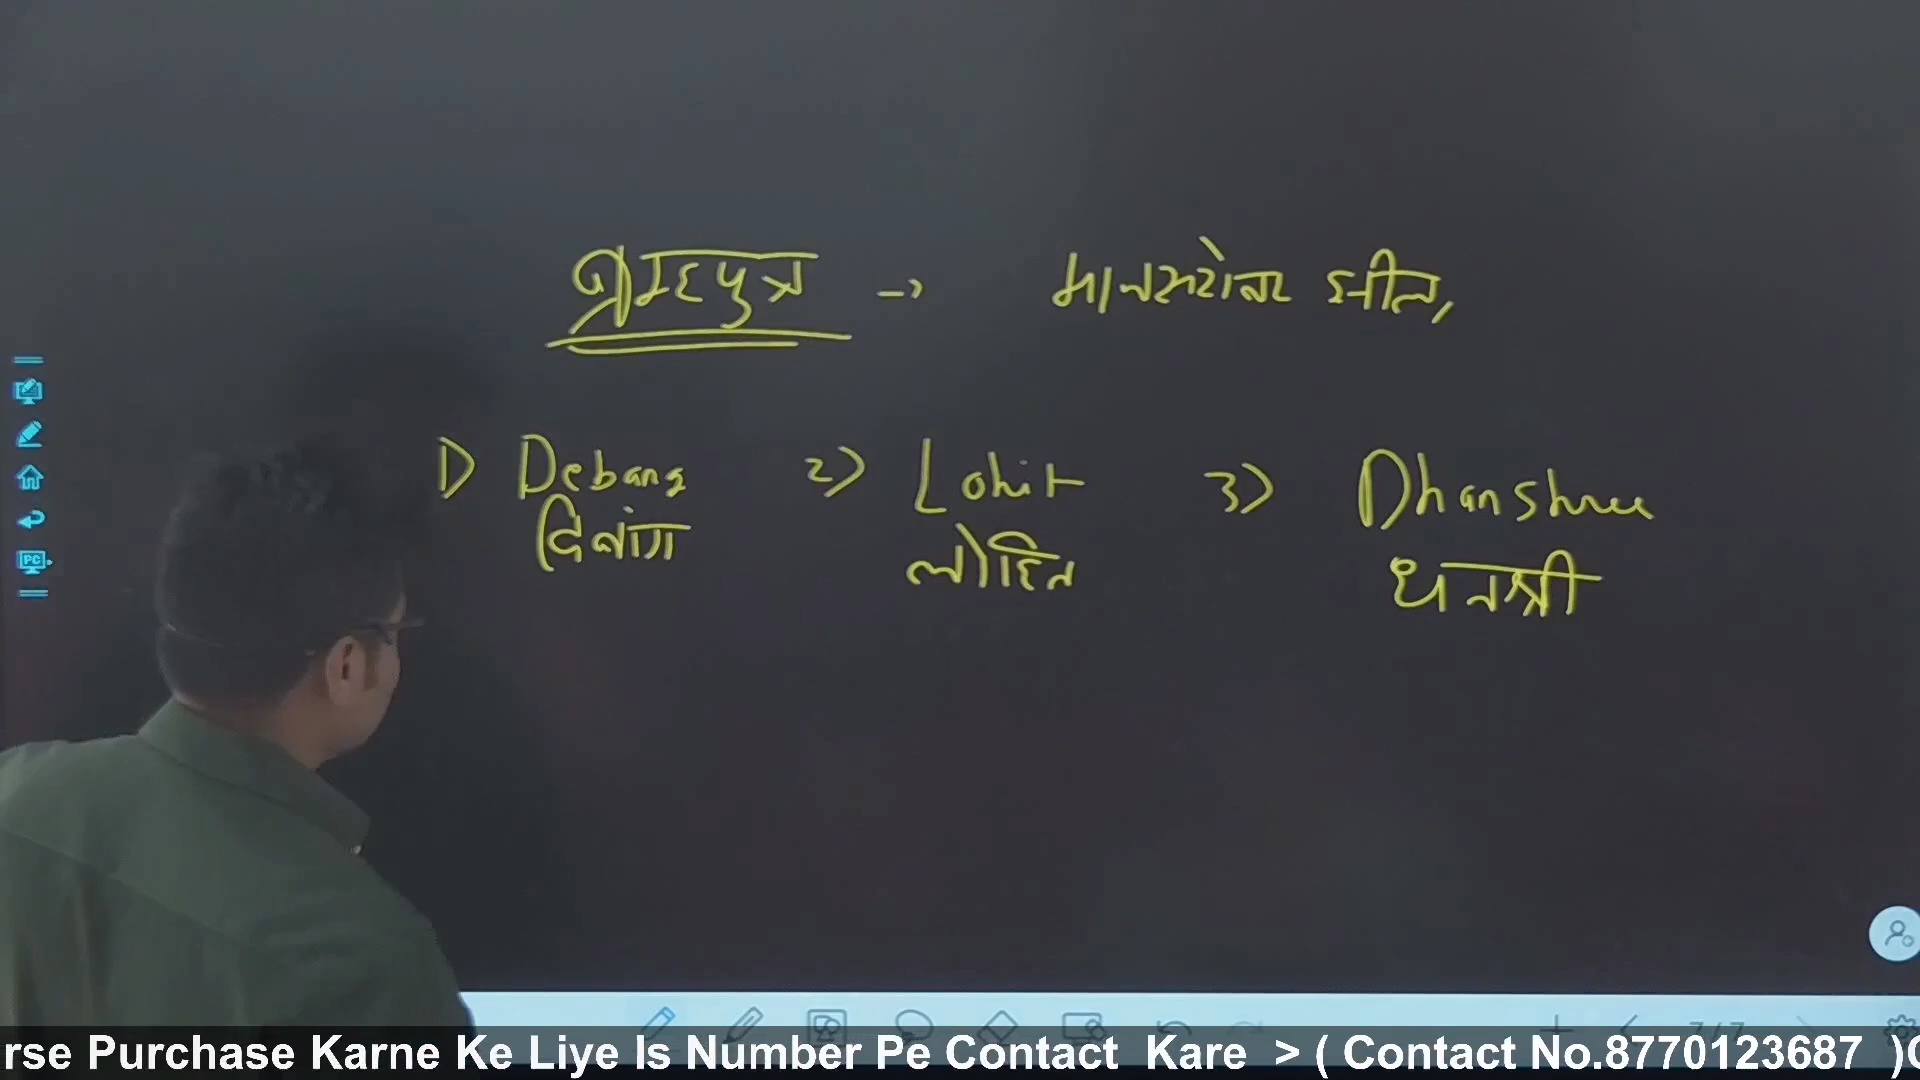 ब्रह्मपुत्र -> मानसरोवर झील,
1) Debang 2) Lohit 3) Dhanshree
दिबांग लोहित धनश्री
PC
rse Purchase Karne Ke Liye Is Number Pe Contact Kare > ( Contact No.8770123687 )